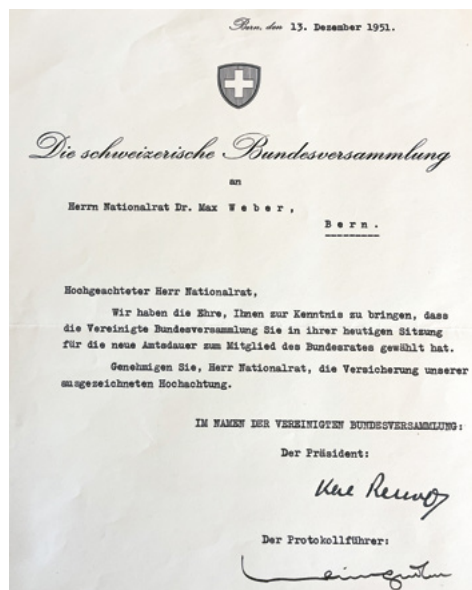 Bern, den 13. Dezember 1951.
Die schweizerische Bundesversammlung
an
Herrn Nationalrat Dr. Max Weber,
Bern.
Hochgeachteter Herr Nationalrat,
Wir haben die Ehre, Ihnen zur Kenntnis zu bringen, dass
die Vereinigte Bundesversammlung Sie in ihrer heutigen Sitzung
für die neue Amtsdauer zum Mitglied des Bundesrates gewählt hat.
Genehmigen Sie, Herr Nationalrat, die Versicherung unserer
ausgezeichneten Hochachtung.
IM NAMEN DER VEREINIGTEN BUNDESVERSAMMLUNG:
Der Präsident:
Der Protokollführer: